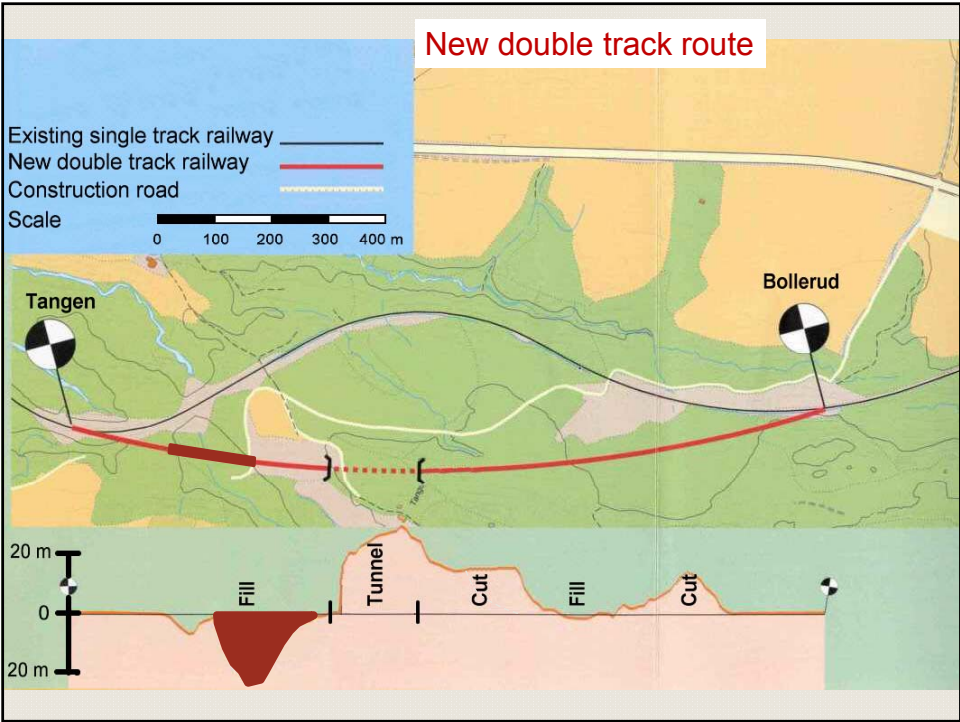 New double track route
Existing single track railway
New double track railway
Construction road
Scale
0 100 200 300 400 m
Tangen
Bollerud
20 m
0
20 m
Fill
Tunnel
Cut
Fill
Cut